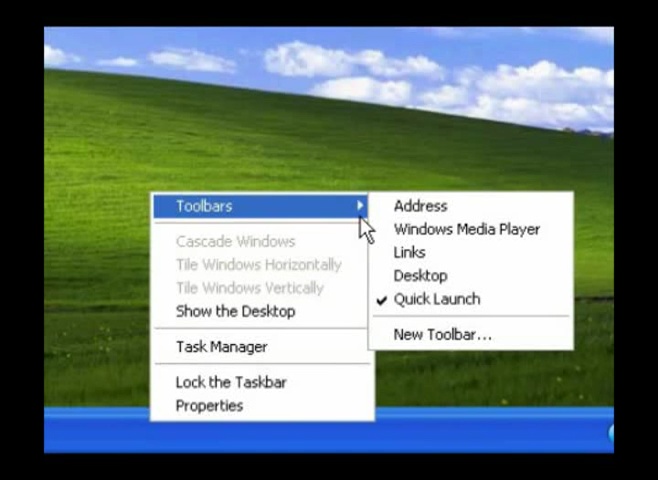 Toolbars
Cascade Windows
Tile Windows Horizontally
Tile Windows Vertically
Show the Desktop
Task Manager
Lock the Taskbar
Properties
Address
Windows Media Player
Links
Desktop
Quick Launch
New Toolbar...